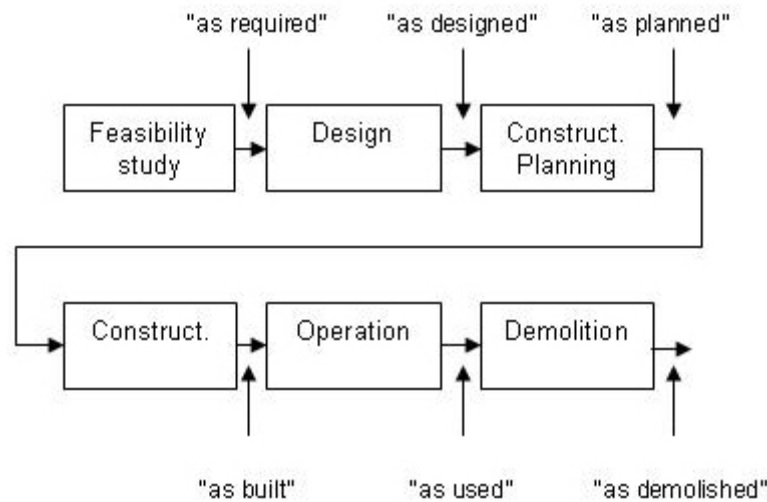 "as required" "as designed" "as planned"
Feasibility study
Design
Construct. Planning
Construct.
Operation
Demolition
"as built" "as used" "as demolished"